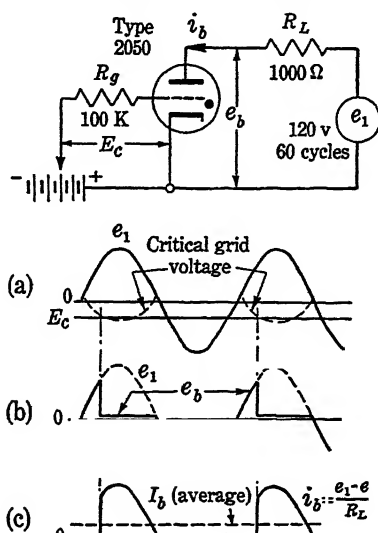 Type
2050
i_b
R_L
1000 Ω
R_g
100 K
E_c
e_b
e_1
120 v
60 cycles
- +
(a)
e_1
Critical grid
voltage
0
E_c
(b)
e_1
e_b
0
(c)
I_b (average)
i_b = e_1-e / R_L
0